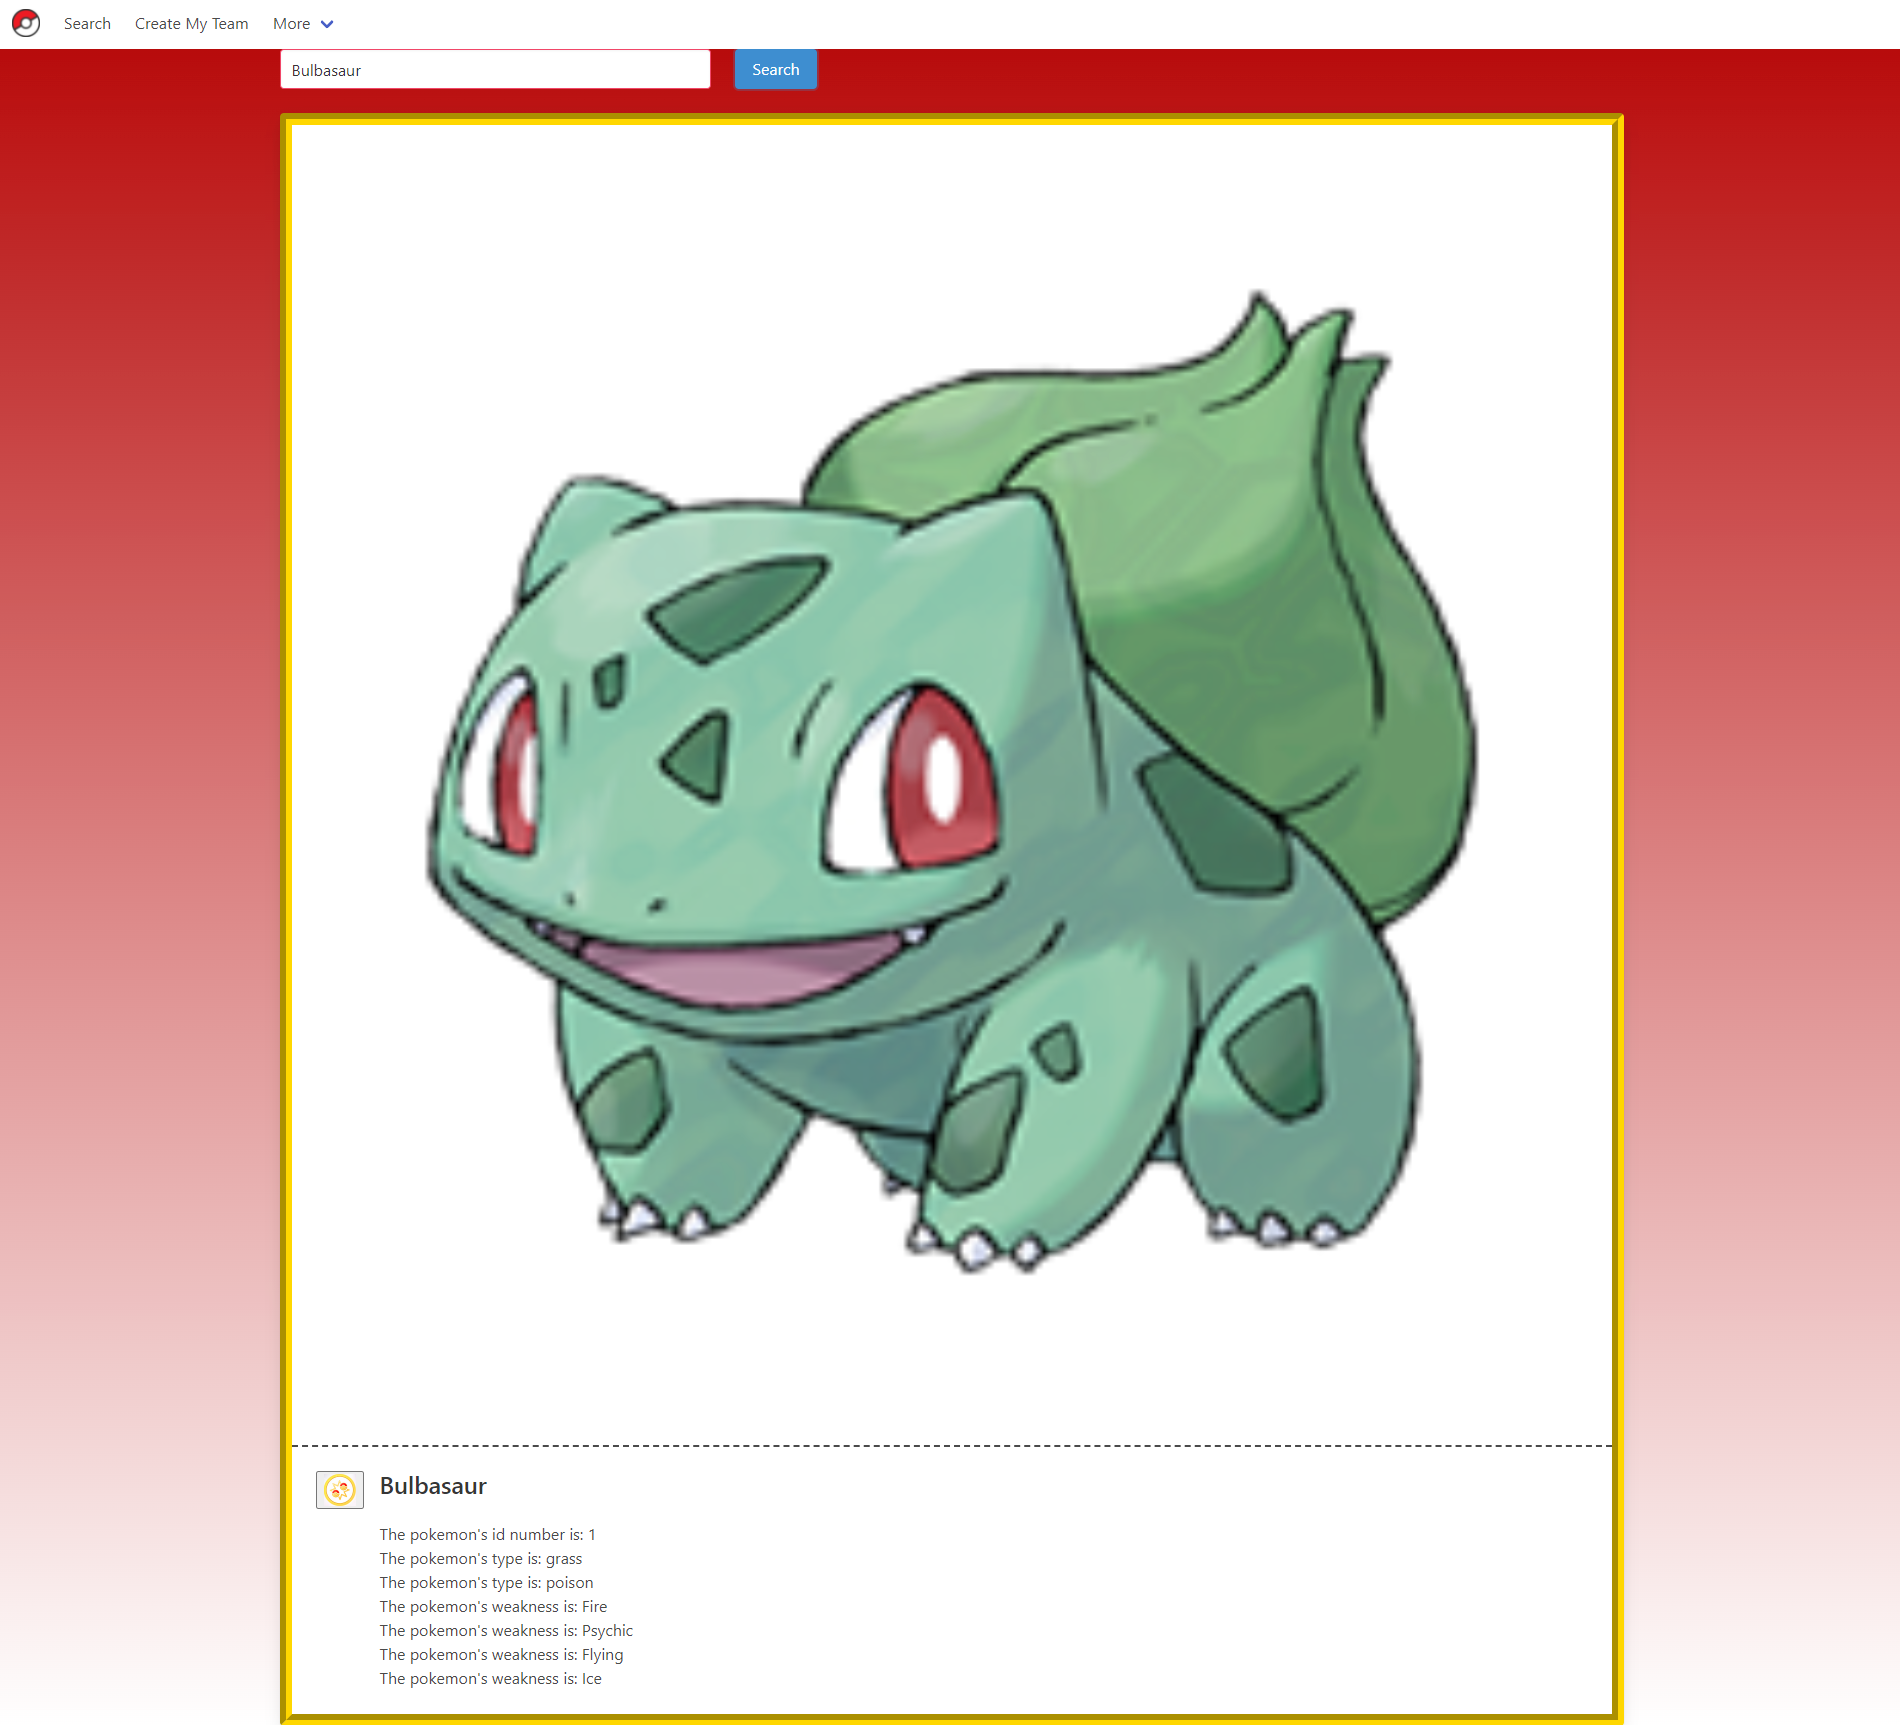 Search Create My Team More
Bulbasaur Search
Bulbasaur
The pokemon's id number is: 1
The pokemon's type is: grass
The pokemon's type is: poison
The pokemon's weakness is: Fire
The pokemon's weakness is: Psychic
The pokemon's weakness is: Flying
The pokemon's weakness is: Ice